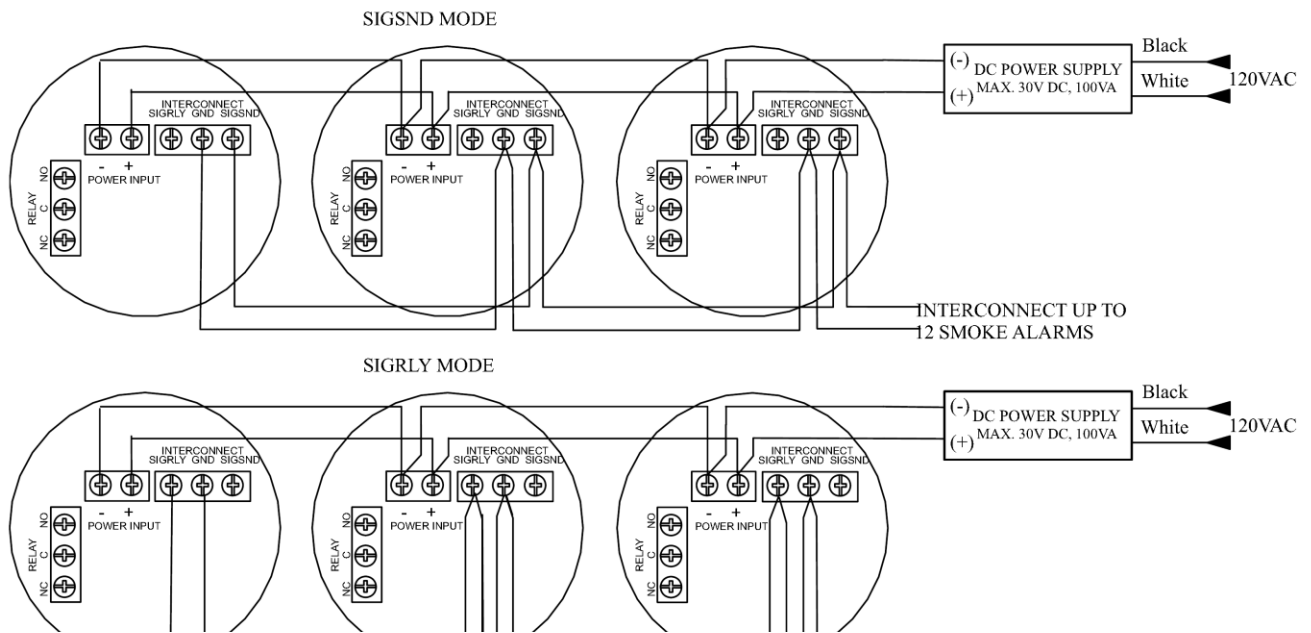 SIGSND MODE
INTERCONNECT
SIGRLY GND SIGSND
- +
POWER INPUT
RELAY
NO
C
NC
INTERCONNECT
SIGRLY GND SIGSND
- +
POWER INPUT
RELAY
NO
C
NC
INTERCONNECT
SIGRLY GND SIGSND
- +
POWER INPUT
RELAY
NO
C
NC
(-) DC POWER SUPPLY
(+) MAX. 30V DC, 100VA
Black
White
120VAC
INTERCONNECT UP TO
12 SMOKE ALARMS
SIGRLY MODE
INTERCONNECT
SIGRLY GND SIGSND
- +
POWER INPUT
RELAY
NO
C
NC
INTERCONNECT
SIGRLY GND SIGSND
- +
POWER INPUT
RELAY
NO
C
NC
INTERCONNECT
SIGRLY GND SIGSND
- +
POWER INPUT
RELAY
NO
C
NC
(-) DC POWER SUPPLY
(+) MAX. 30V DC, 100VA
Black
White
120VAC